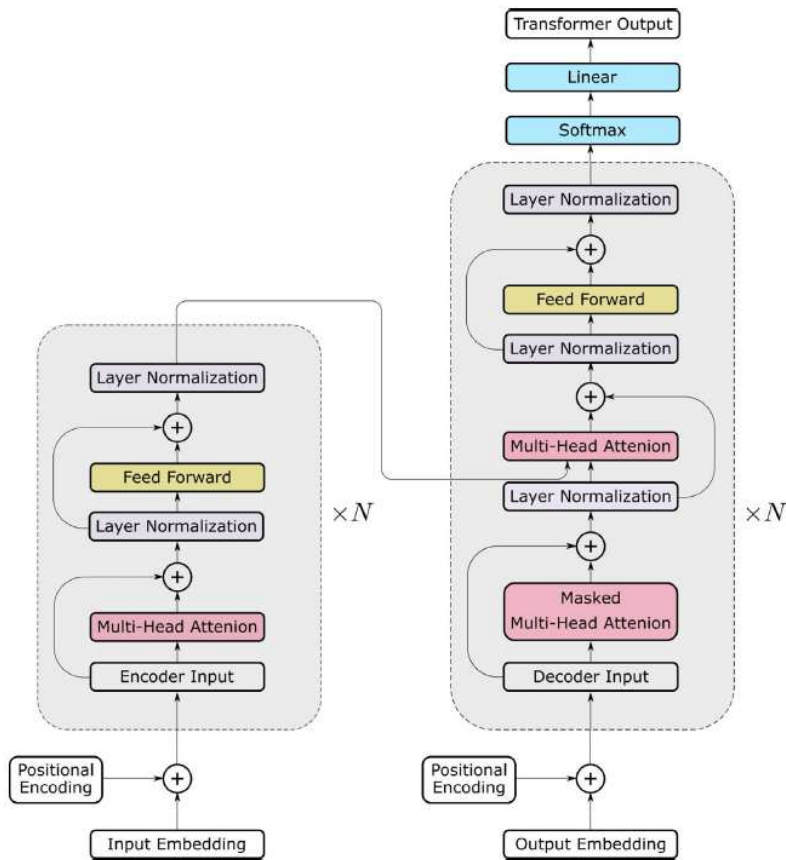 Transformer Output
Linear
Softmax
Layer Normalization
Feed Forward
Layer Normalization
Multi-Head Attenion
Layer Normalization
Masked
Multi-Head Attenion
Decoder Input
×N
Positional
Encoding
Output Embedding
Layer Normalization
Feed Forward
Layer Normalization
Multi-Head Attenion
Encoder Input
×N
Positional
Encoding
Input Embedding